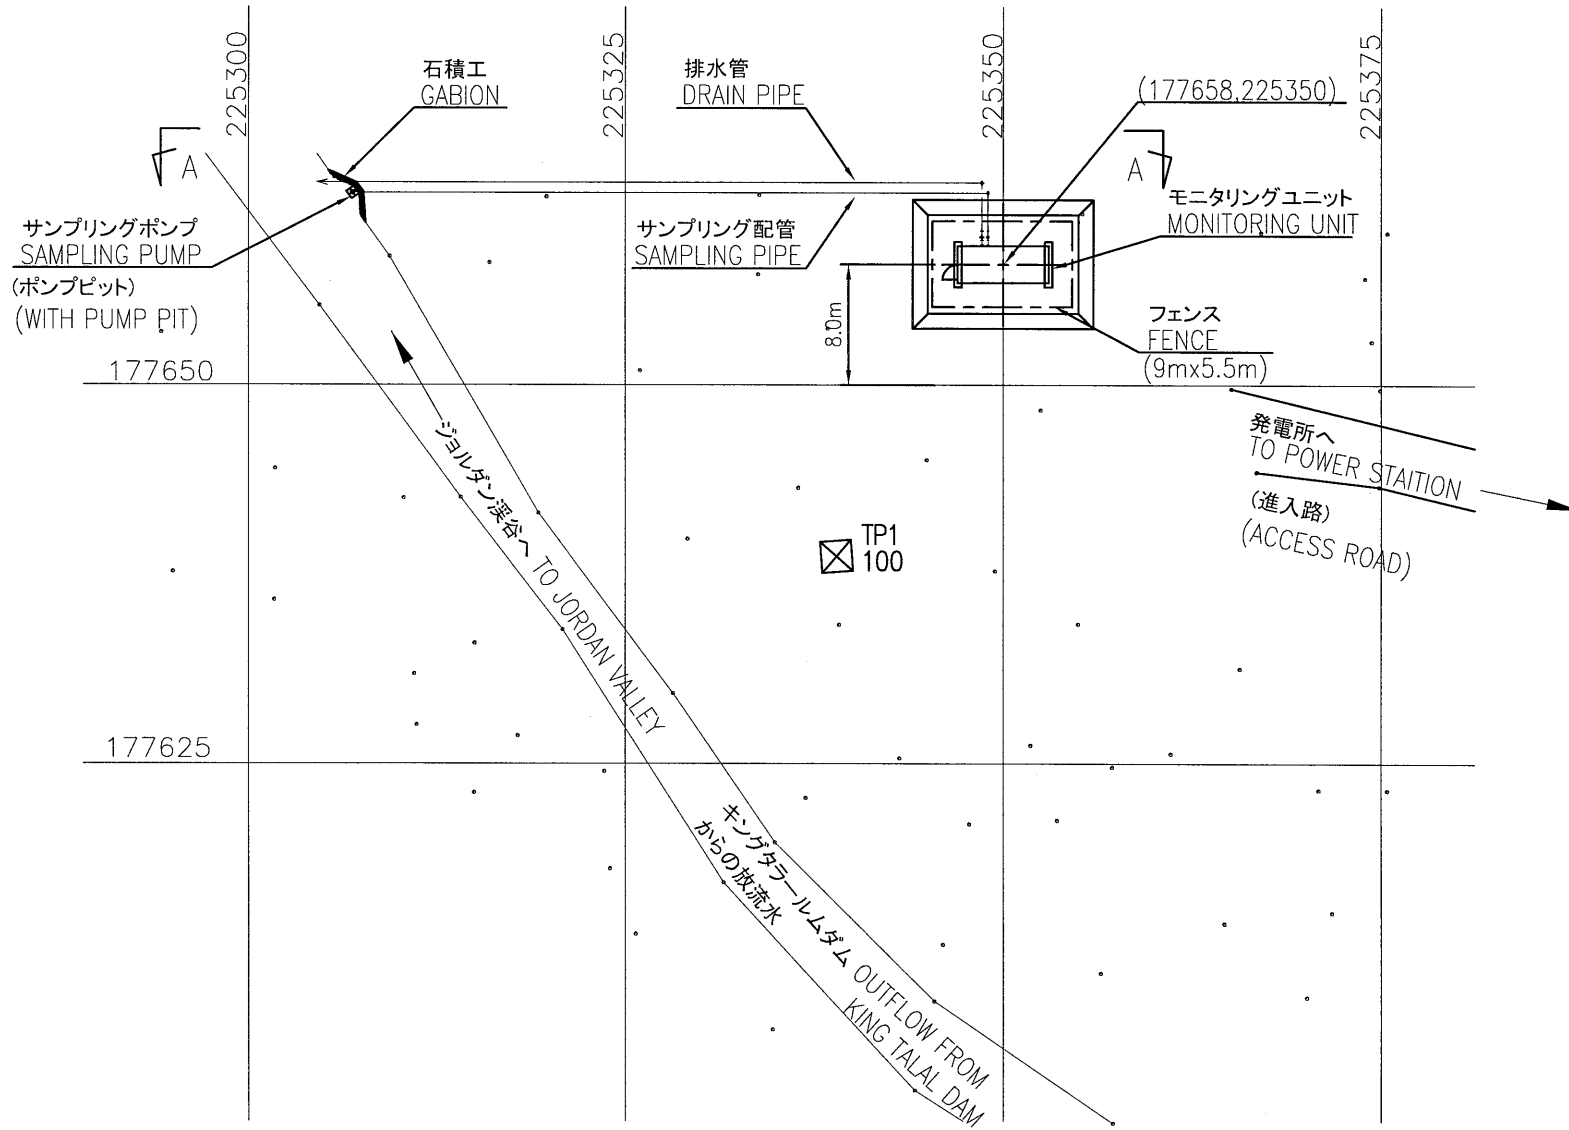 225300
225325
225350
225375
石積工
GABION
排水管
DRAIN PIPE
(177658,225350)
A
A
モニタリングユニット
MONITORING UNIT
サンプリングポンプ
SAMPLING PUMP
(ポンプピット)
(WITH PUMP PIT)
サンプリング配管
SAMPLING PIPE
8.0m
フェンス
FENCE
(9mx5.5m)
177650
発電所へ
TO POWER STAITION
(進入路)
(ACCESS ROAD)
ジョルダン渓谷へ TO JORDAN VALLEY
TP1
100
177625
キングタラールムダム OUTFLOW FROM
からの放流水 KING TALAL DAM